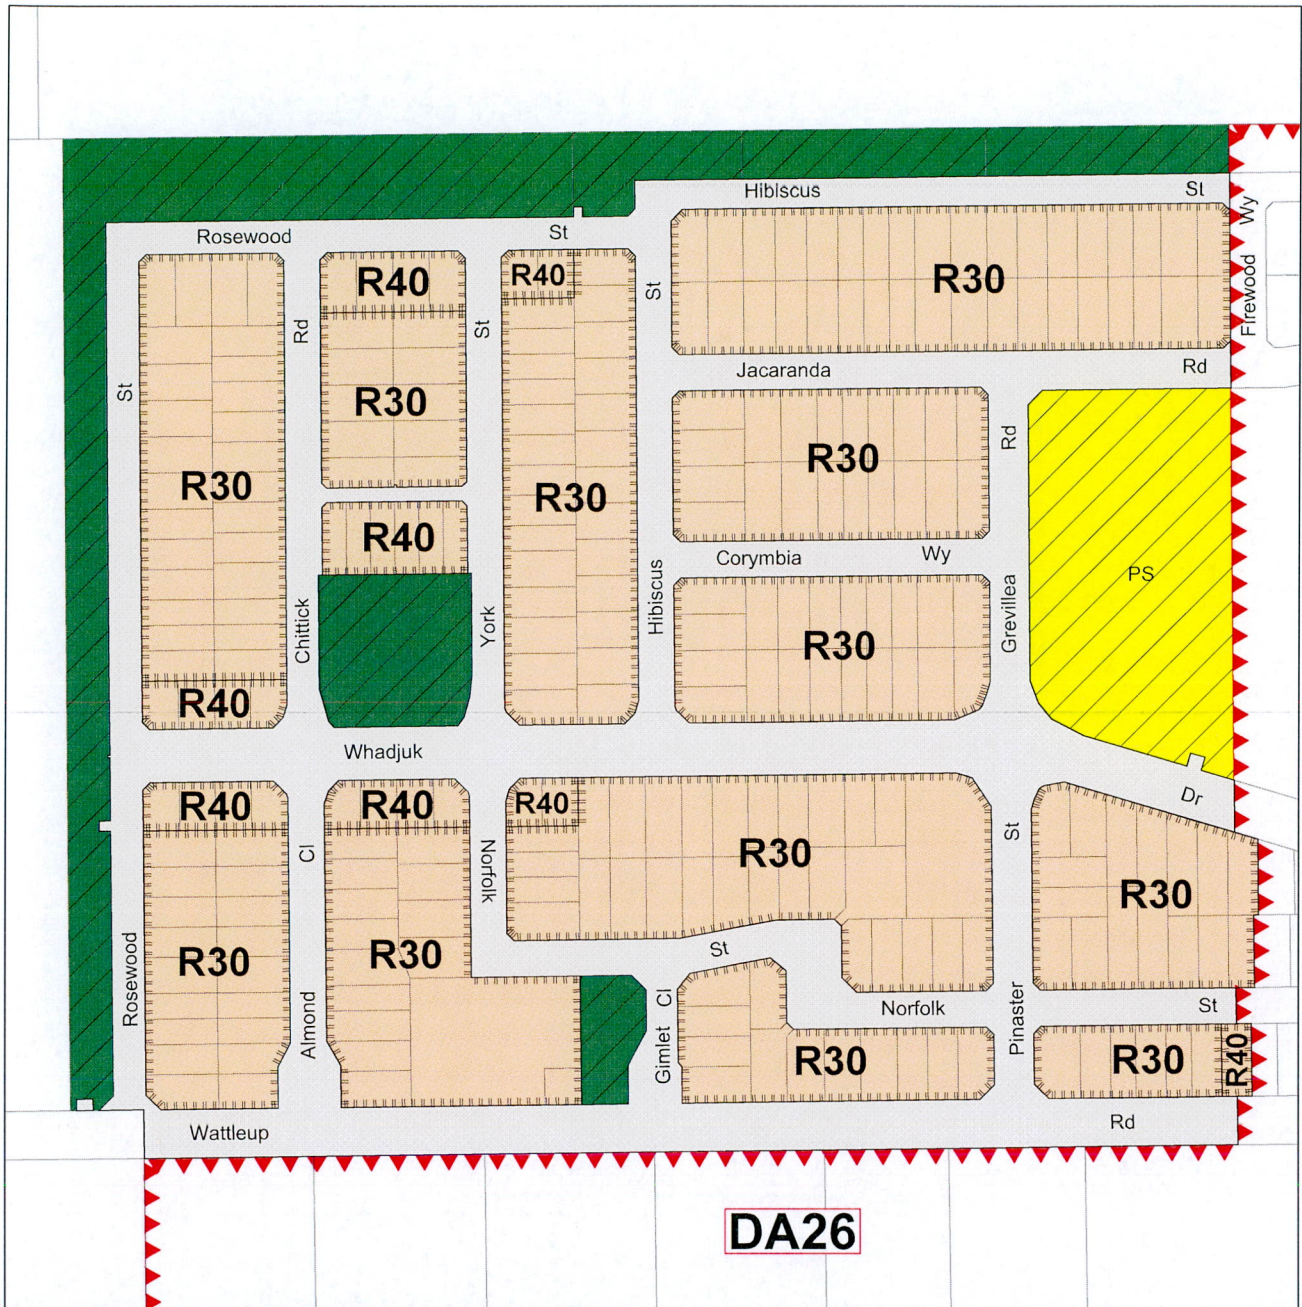 Hibiscus St
Wy
Rosewood St
R40
R40
R30
St
Firewood
Rd
St
St
Jacaranda Rd
R30
R30
Rd
R30
R30
R40
Corymbia Wy
PS
Hibiscus
Grevillea
Chittick
York
R30
R40
Whadjuk
Dr
R40
R40
R40
St
Cl
Norfolk
R30
R30
R30
R30
St
Rosewood
Almond
Cl
Norfolk St
Pinaster
Gimlet
R30
R30
R40
Wattleup Rd
DA26